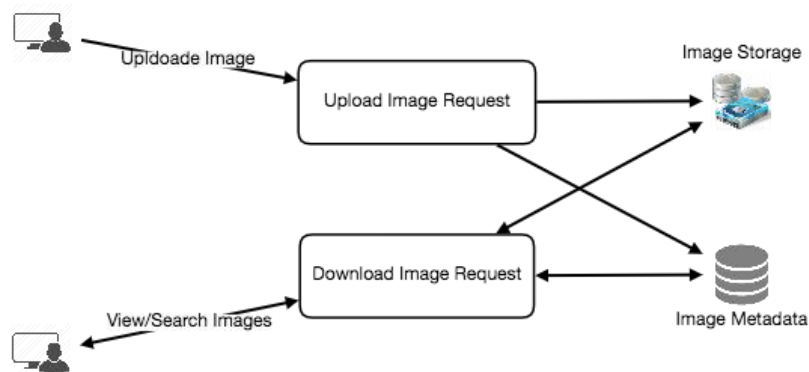 Image Storage
Upldoade Image
Upload Image Request
Download Image Request
View/Search Images
Image Metadata